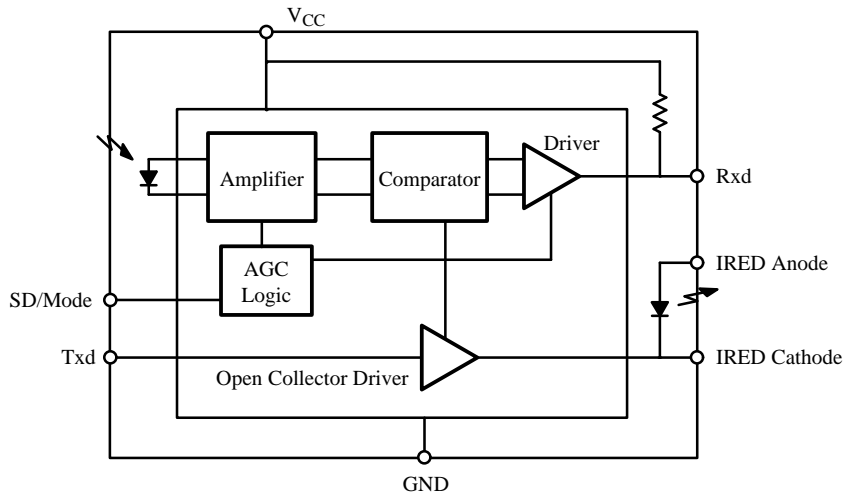 VCC
Driver
Amplifier
Comparator
Rxd
AGC
Logic
IRED Anode
SD/Mode
Txd
Open Collector Driver
IRED Cathode
GND